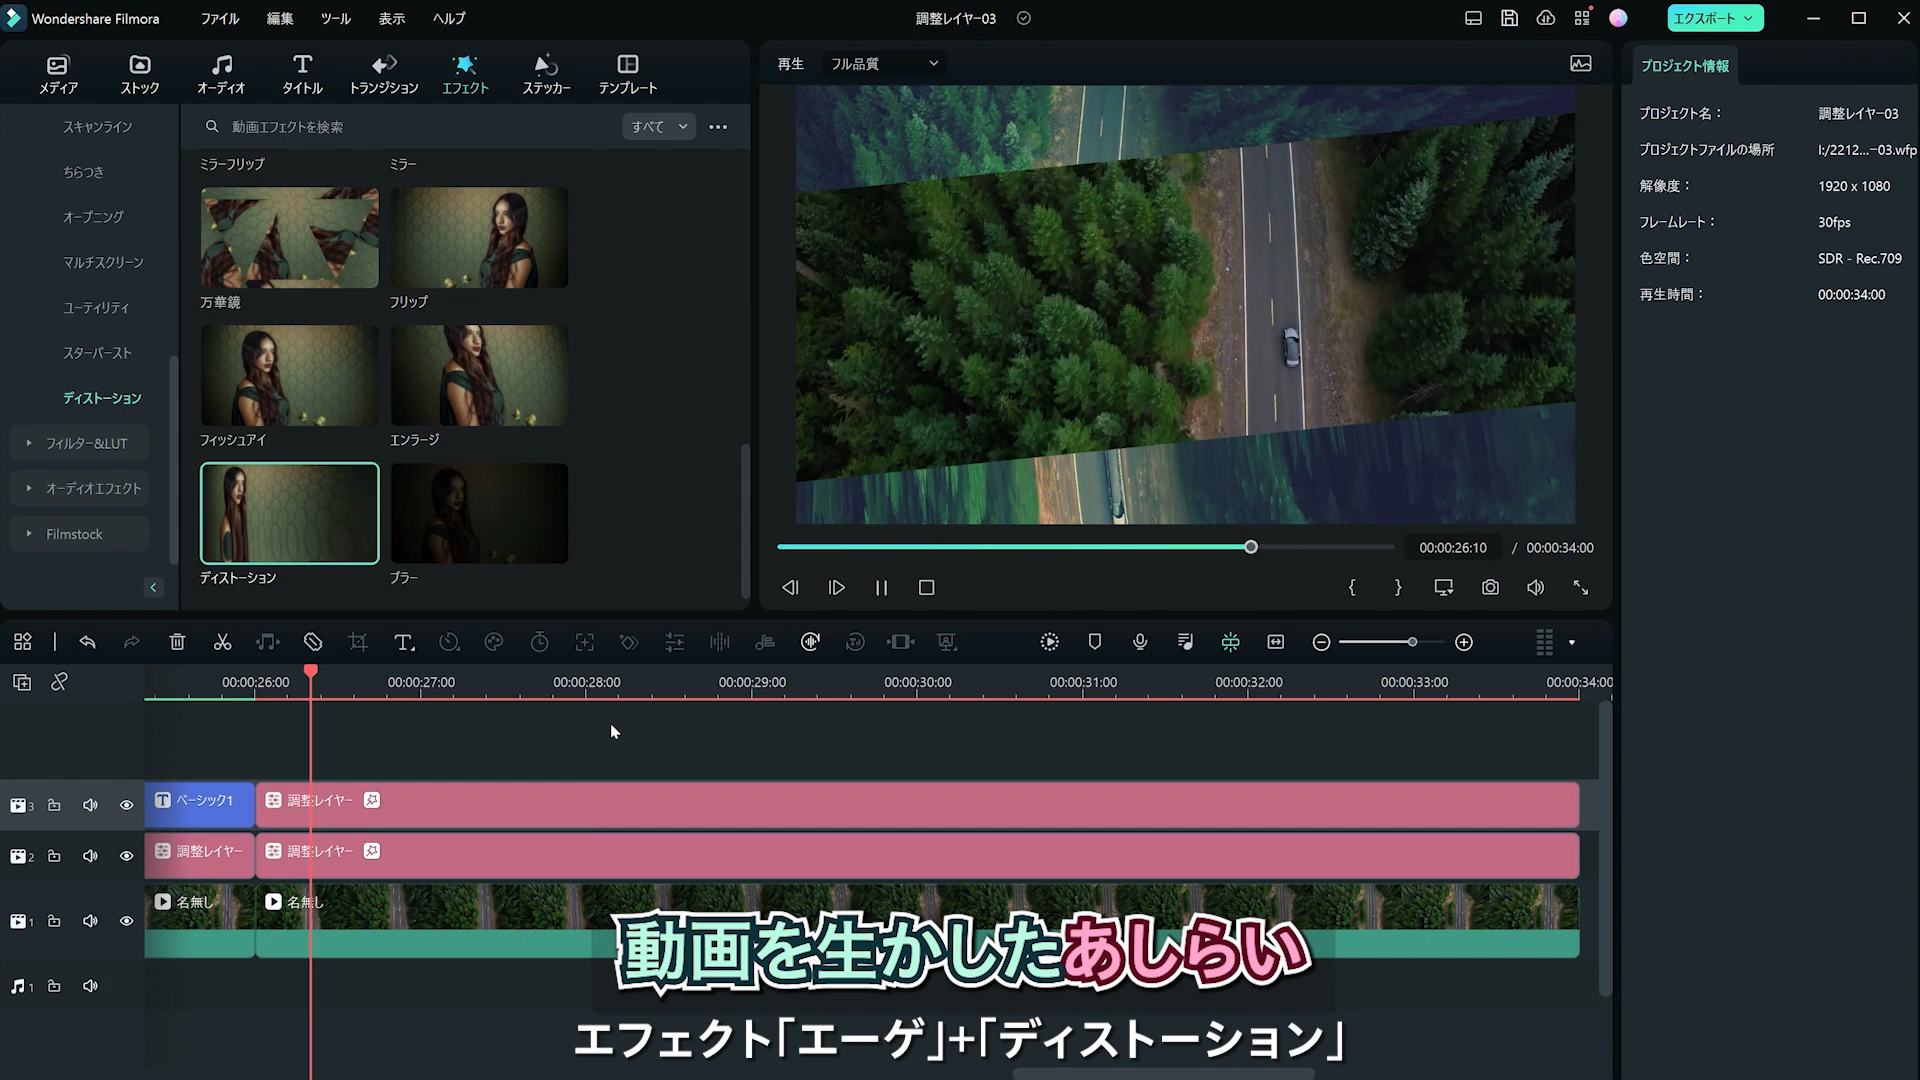 Wondershare Filmora ファイル 編集 ツール 表示 ヘルプ 調整レイヤー03 エクスポート
メディア ストック オーディオ タイトル トランジション エフェクト ステッカー テンプレート
再生 フル品質
プロジェクト情報
スキャンライン
ちらつき
オープニング
マルチスクリーン
ユーティリティ
スターバースト
ディストーション
フィルター&LUT
オーディオエフェクト
Filmstock
動画エフェクトを検索 すべて
ミラーフリップ ミラー
万華鏡 フリップ
フィッシュアイ エンラージ
ディストーション ブラー
00:00:26:10 / 00:00:34:00
プロジェクト名： 調整レイヤー03
プロジェクトファイルの場所 I:/2212...ー03.wfp
解像度： 1920 x 1080
フレームレート： 30fps
色空間： SDR - Rec.709
再生時間： 00:00:34:00
00:00:26:00 00:00:27:00 00:00:28:00 00:00:29:00 00:00:30:00 00:00:31:00 00:00:32:00 00:00:33:00 00:00:34:00
3 ベーシック1 調整レイヤー
2 調整レイヤー 調整レイヤー
1 名無し 名無し
1
動画を生かしたあしらい
エフェクト「エーゲ」+「ディストーション」